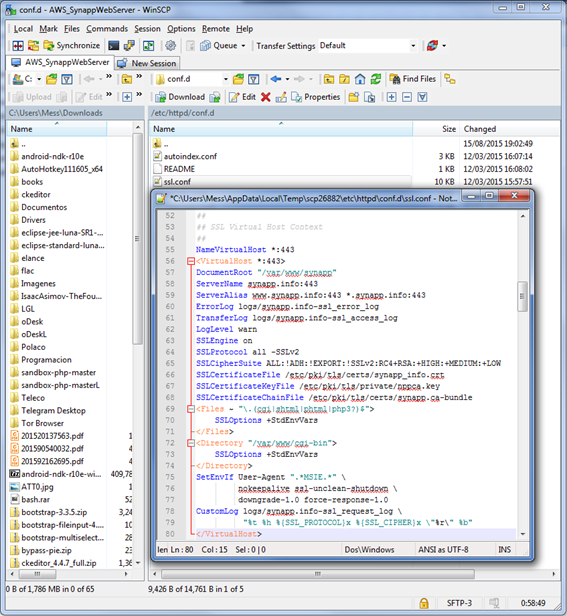 conf.d - AWS_SynappWebServer - WinSCP
Local Mark Files Commands Session Options Remote Help
Synchronize Queue Transfer Settings Default
AWS_SynappWebServer New Session
C: conf.d Find Files
Upload Edit Download Edit Properties
C:\Users\Mess\Downloads /etc/httpd/conf.d
Name Name Size Changed
.. .. 15/08/2015 19:02:49
android-ndk-r10e autoindex.conf 3 KB 12/03/2015 16:07:14
AutoHotkey111605_x64 README 1 KB 12/03/2015 16:08:02
books ssl.conf 10 KB 12/03/2015 15:57:51
ckeditor
Documentos
Drivers
eclipse-jee-luna-SR1-
eclipse-standard-luna..
elance
flac
Imagenes
IsaacAsimov-TheFou..
LGL
oDesk
oDeskL
Polaco
Programacion
sandbox-php-master
sandbox-php-masterL
Teleco
Telegram Desktop
Tor Browser
201520137563.pdf
201590540032.pdf
201592162695.pdf
android-ndk-r10e-wi... 409,78
ATT0.jpg
bash.rar
bootstrap-3.3.5.zip
bootstrap-fileinput-4....
bootstrap-multiselect...
bypass-pie.zip
ckeditor_4.4.7_full.zip
*C:\Users\Mess\AppData\Local\Temp\scp26882\etc\httpd\conf.d\ssl.conf - Not...
52 ##
53 ## SSL Virtual Host Context
54 ##
55 NameVirtualHost *:443
56 <VirtualHost *:443>
57 DocumentRoot "/var/www/synapp"
58 ServerName synapp.info:443
59 ServerAlias www.synapp.info:443 *.synapp.info:443
60 ErrorLog logs/synapp.info-ssl_error_log
61 TransferLog logs/synapp.info-ssl_access_log
62 LogLevel warn
63 SSLEngine on
64 SSLProtocol all -SSLv2
65 SSLCipherSuite ALL:!ADH:!EXPORT:!SSLv2:RC4+RSA:+HIGH:+MEDIUM:+LOW
66 SSLCertificateFile /etc/pki/tls/certs/synapp_info.crt
67 SSLCertificateKeyFile /etc/pki/tls/private/nppca.key
68 SSLCertificateChainFile /etc/pki/tls/certs/synapp.ca-bundle
69 <Files ~ "\.(cgi|shtml|phtml|php3?)$">
70 SSLOptions +StdEnvVars
71 </Files>
72 <Directory "/var/www/cgi-bin">
73 SSLOptions +StdEnvVars
74 </Directory>
75 SetEnvIf User-Agent ".*MSIE.*" \
76 nokeepalive ssl-unclean-shutdown \
77 downgrade-1.0 force-response-1.0
78 CustomLog logs/synapp.info-ssl_request_log \
79 "%t %h %{SSL_PROTOCOL}x %{SSL_CIPHER}x \"%r\" %b"
80 </VirtualHost>
len Ln : 80 Col : 15 Sel : 0 | 0 Dos\Windows ANSI as UTF-8 INS
0 B of 1,786 MB in 0 of 65 9,426 B of 14,761 B in 1 of 5
SFTP-3 0:58:49